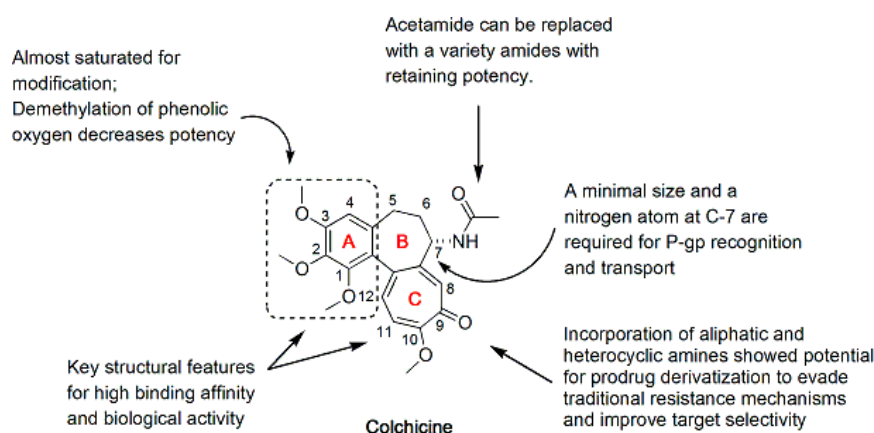 Acetamide can be replaced
with a variety amides with
retaining potency.
Almost saturated for
modification;
Demethylation of phenolic
oxygen decreases potency
A minimal size and a
nitrogen atom at C-7 are
required for P-gp recognition
and transport
O
O
O
O
NH
O
O
A
B
C
1
2
3
4
5
6
7
8
9
10
11
12
Key structural features
for high binding affinity
and biological activity
Incorporation of aliphatic and
heterocyclic amines showed potential
for prodrug derivatization to evade
traditional resistance mechanisms
and improve target selectivity
Colchicine